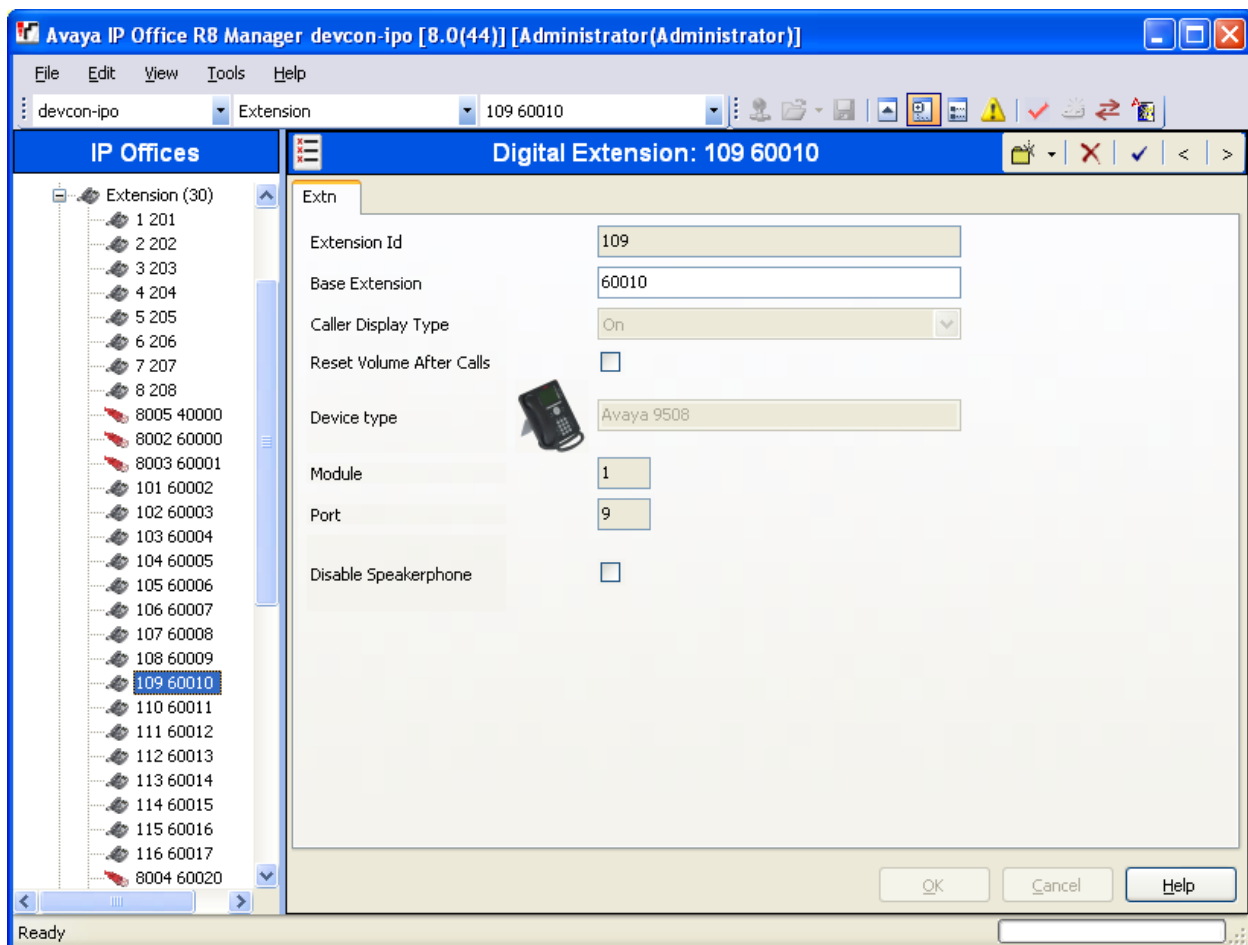 Avaya IP Office R8 Manager devcon-ipo [8.0(44)] [Administrator(Administrator)]
File Edit View Tools Help
devcon-ipo Extension 109 60010
IP Offices
Digital Extension: 109 60010
Extension (30)
1 201
2 202
3 203
4 204
5 205
6 206
7 207
8 208
8005 40000
8002 60000
8003 60001
101 60002
102 60003
103 60004
104 60005
105 60006
106 60007
107 60008
108 60009
109 60010
110 60011
111 60012
112 60013
113 60014
114 60015
115 60016
116 60017
8004 60020
Extn
Extension Id 109
Base Extension 60010
Caller Display Type On
Reset Volume After Calls
Device type Avaya 9508
Module 1
Port 9
Disable Speakerphone
OK Cancel Help
Ready